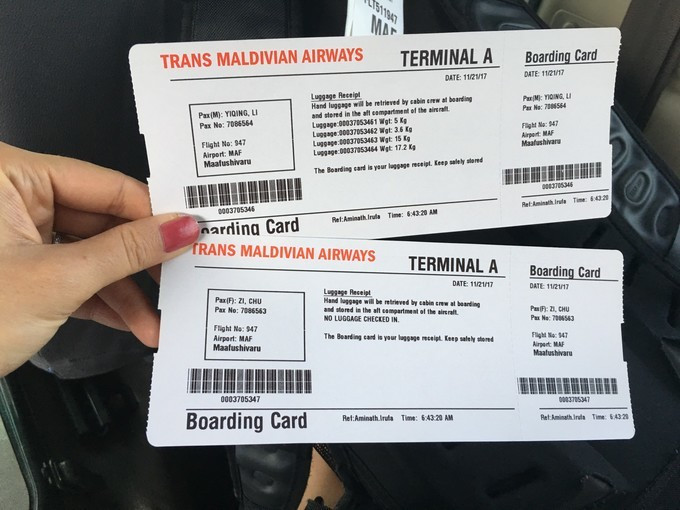 FLT511947
MAF
TRANS MALDIVIAN AIRWAYS
TERMINAL A
DATE: 11/21/17
Pax(M): YIQING, LI
Pax No: 7086564
Flight No: 947
Airport: MAF
Maafushivaru
Luggage Receipt
Hand luggage will be retrieved by cabin crew at boarding
and stored in the aft compartment of the aircraft.
Luggage:00037053461 Wgt: 5 Kg
Luggage:00037053462 Wgt: 3.6 Kg
Luggage:00037053463 Wgt: 15 Kg
Luggage:00037053464 Wgt: 17.2 Kg
The Boarding card is your luggage receipt. Keep safely stored
0003705346
oarding Card
Ref:Aminath.Irufa Time: 6:43:20 AM
Boarding Card
DATE: 11/21/17
Pax(M): YIQING, LI
Pax No: 7086564
Flight No: 947
Airport: MAF
Maafushivaru
0003705346
Ref:Aminath.Irufa Time: 6:43:20
TRANS MALDIVIAN AIRWAYS
TERMINAL A
DATE: 11/21/17
Pax(F): ZI, CHU
Pax No: 7086563
Flight No: 947
Airport: MAF
Maafushivaru
Luggage Receipt
Hand luggage will be retrieved by cabin crew at boarding
and stored in the aft compartment of the aircraft.
NO LUGGAGE CHECKED IN.
The Boarding card is your luggage receipt. Keep safely stored
0003705347
Boarding Card
Ref:Aminath.Irufa Time: 6:43:20 AM
Boarding Card
DATE: 11/21/17
Pax(F): ZI, CHU
Pax No: 7086563
Flight No: 947
Airport: MAF
Maafushivaru
0003705347
Ref:Aminath.Irufa Time: 6:43:20